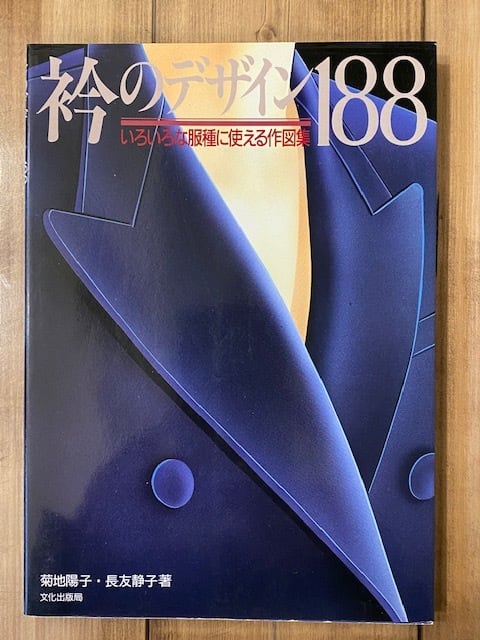 衿のデザイン188
いろいろな服種に使える作図集
菊地陽子・長友静子著
文化出版局